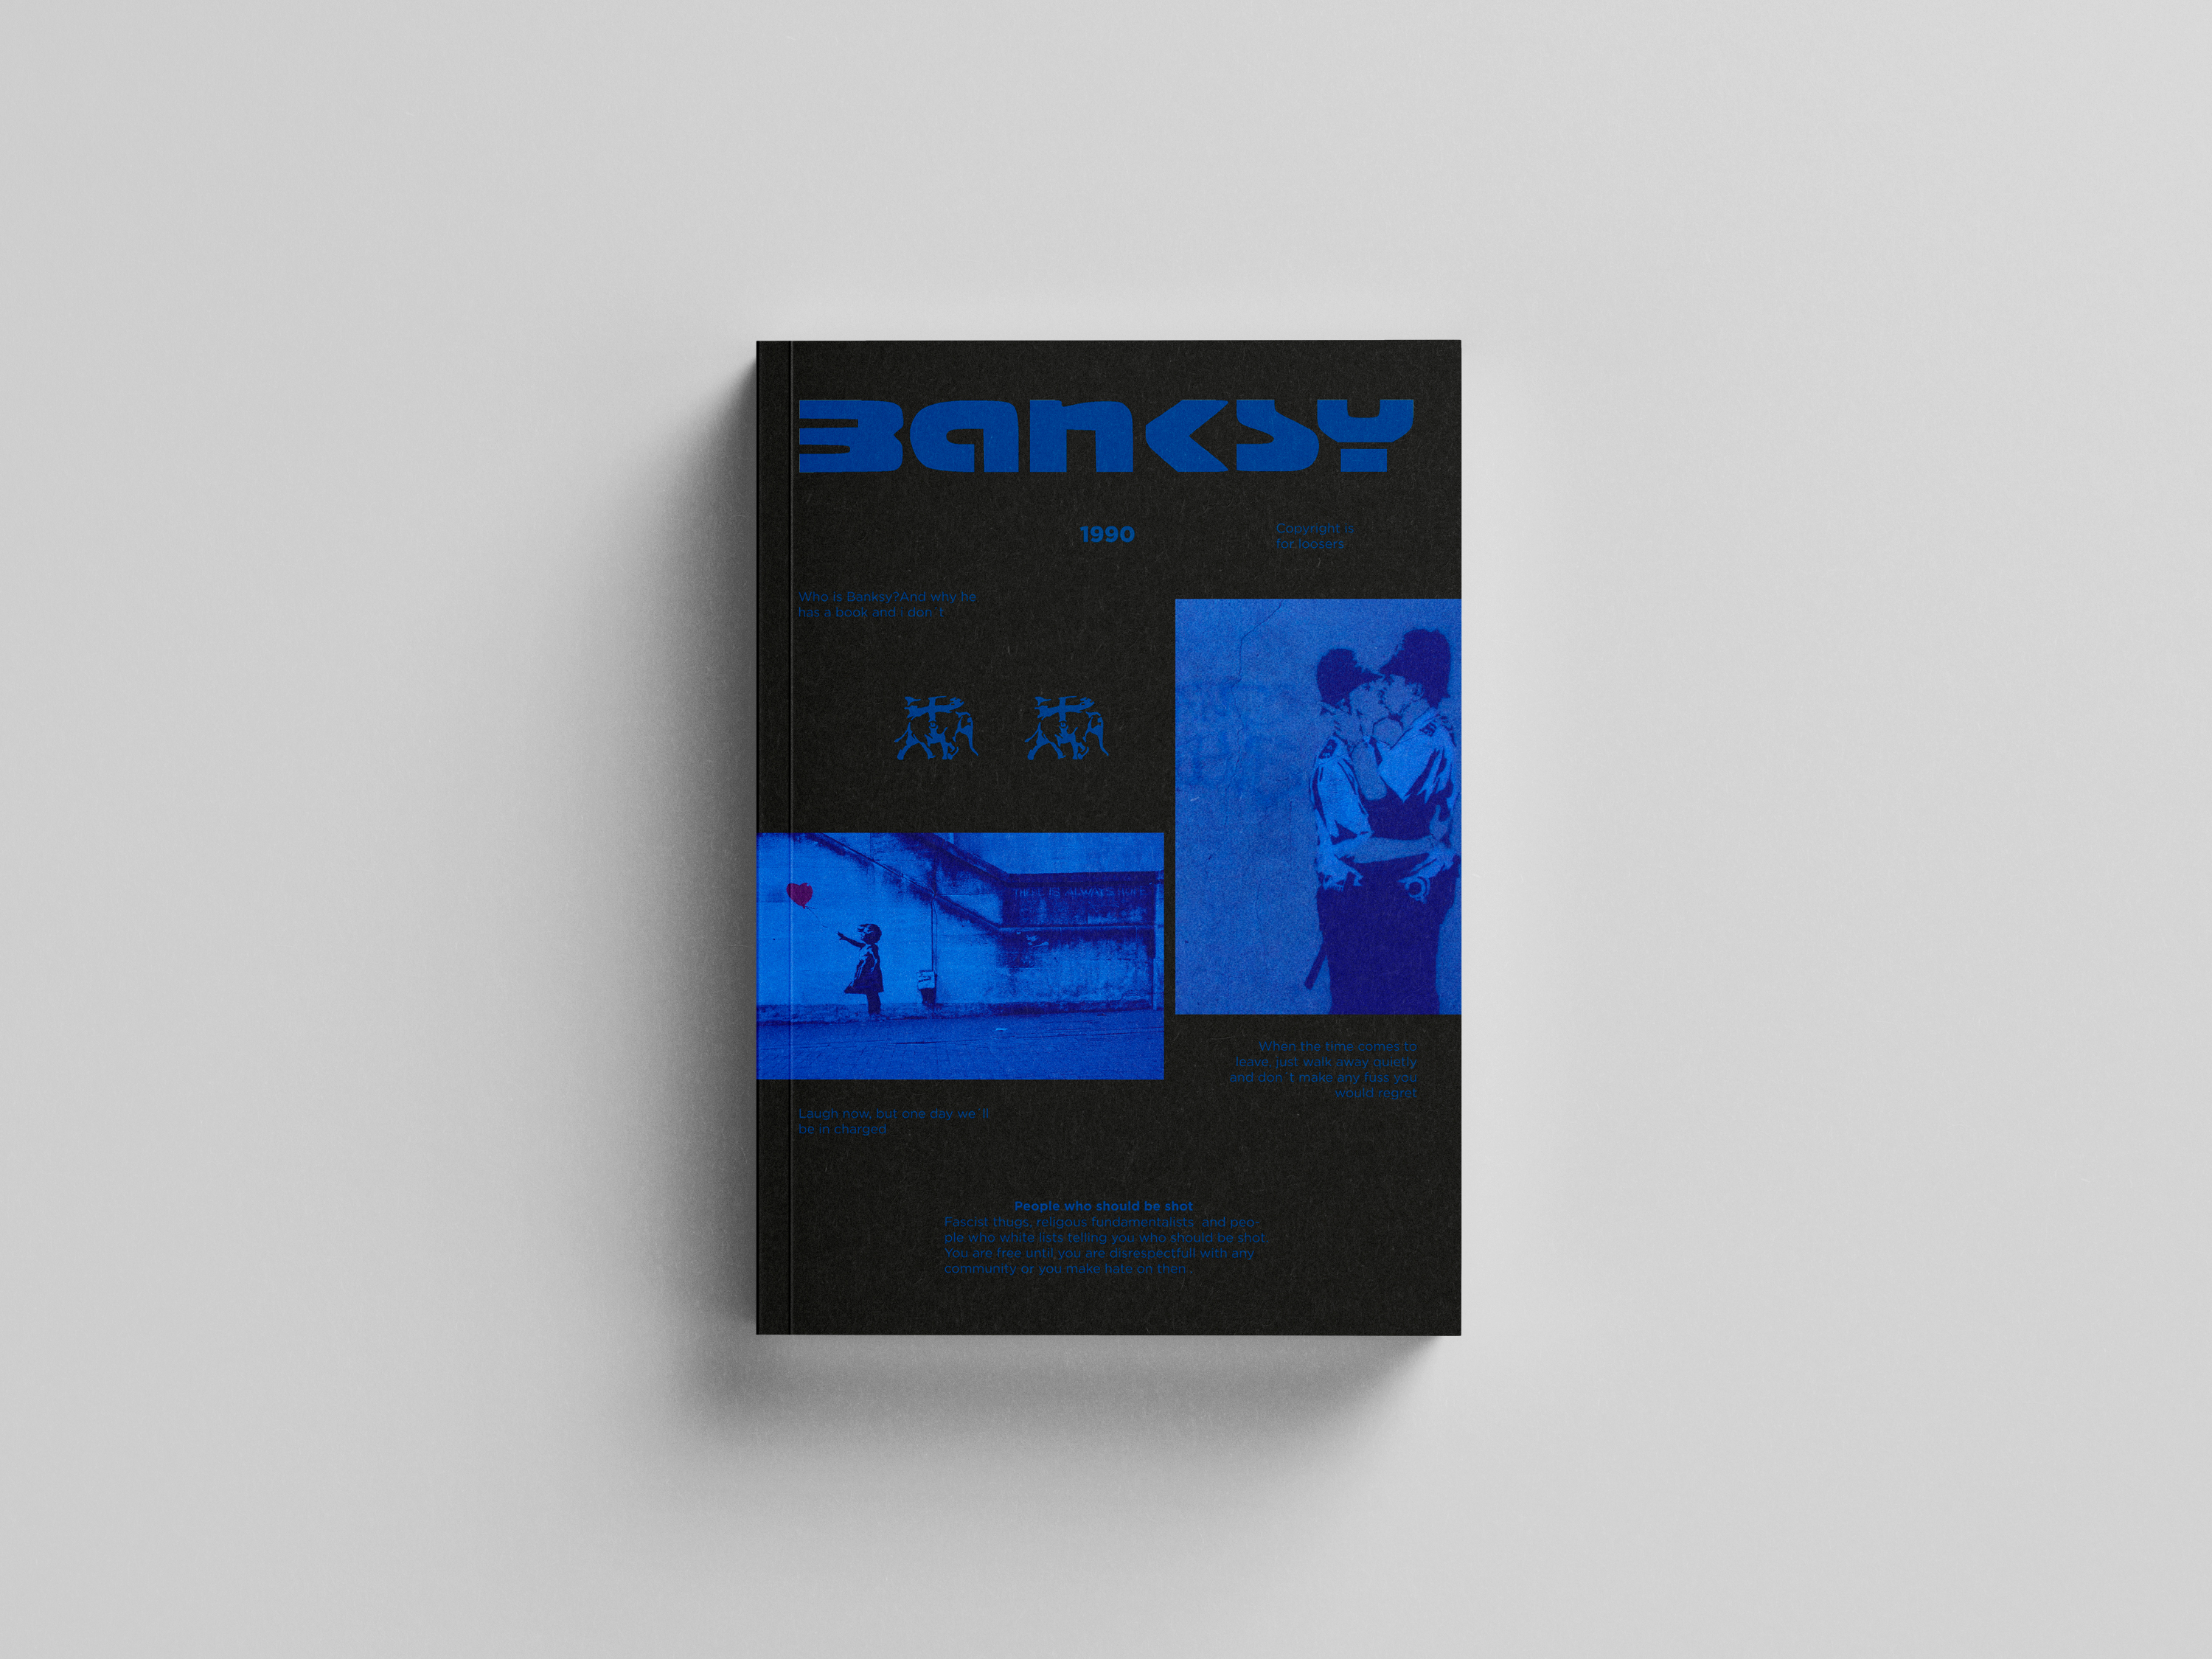 BANKSY
1990
Copyright is
for loosers
Who is Banksy?And why he
has a book and i don´t
THERE IS ALWAYS HOPE
When the time comes to
leave, just walk away quietly
and don´t make any fuss you
would regret
Laugh now, but one day we´ll
be in charged
People who should be shot
Fascist thugs, religous fundamentalists and peo-
ple who white lists telling you who should be shot.
You are free until you are disrespectfull with any
community or you make hate on then.